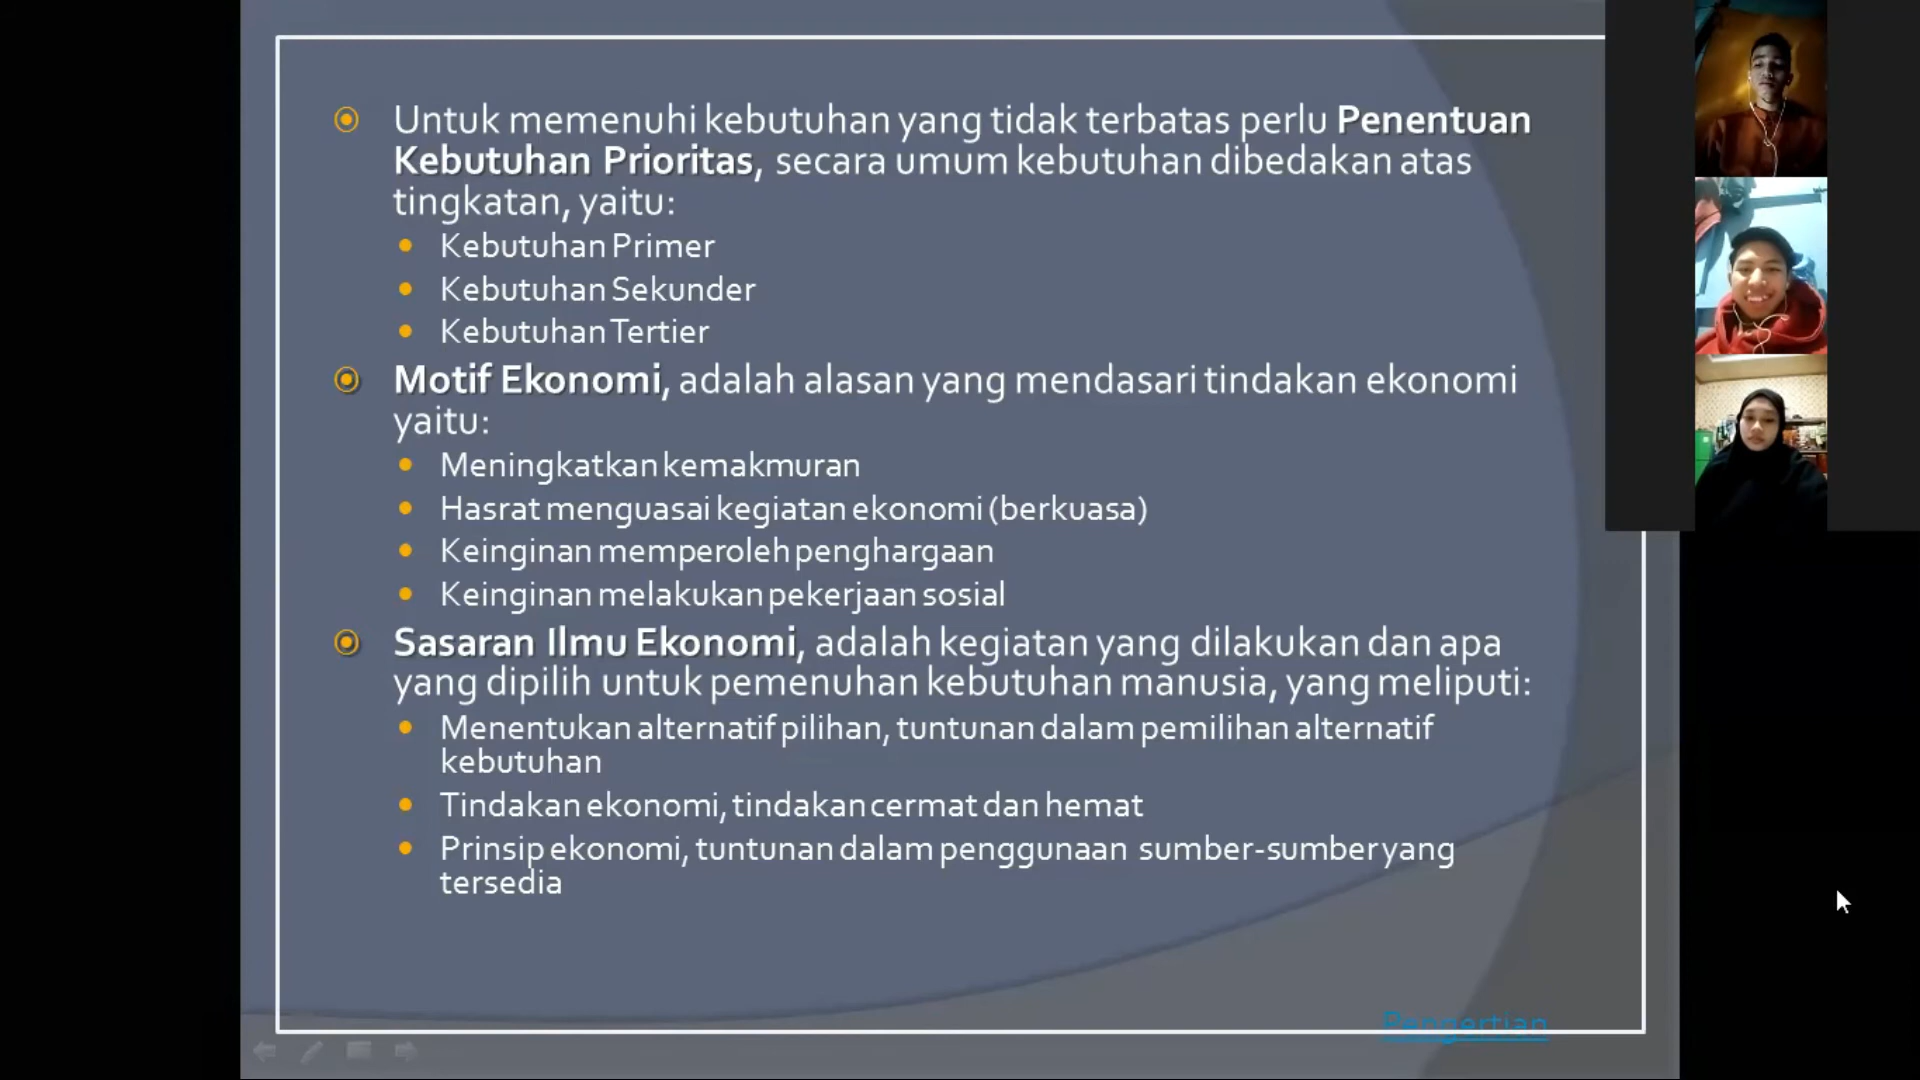 Untuk memenuhi kebutuhan yang tidak terbatas perlu Penentuan
Kebutuhan Prioritas, secara umum kebutuhan dibedakan atas
tingkatan, yaitu:
Kebutuhan Primer
Kebutuhan Sekunder
Kebutuhan Tertier
Motif Ekonomi, adalah alasan yang mendasari tindakan ekonomi
yaitu:
Meningkatkan kemakmuran
Hasrat menguasai kegiatan ekonomi (berkuasa)
Keinginan memperoleh penghargaan
Keinginan melakukan pekerjaan sosial
Sasaran Ilmu Ekonomi, adalah kegiatan yang dilakukan dan apa
yang dipilih untuk pemenuhan kebutuhan manusia, yang meliputi:
Menentukan alternatif pilihan, tuntunan dalam pemilihan alternatif
kebutuhan
Tindakan ekonomi, tindakan cermat dan hemat
Prinsip ekonomi, tuntunan dalam penggunaan sumber-sumber yang
tersedia
Pengertian